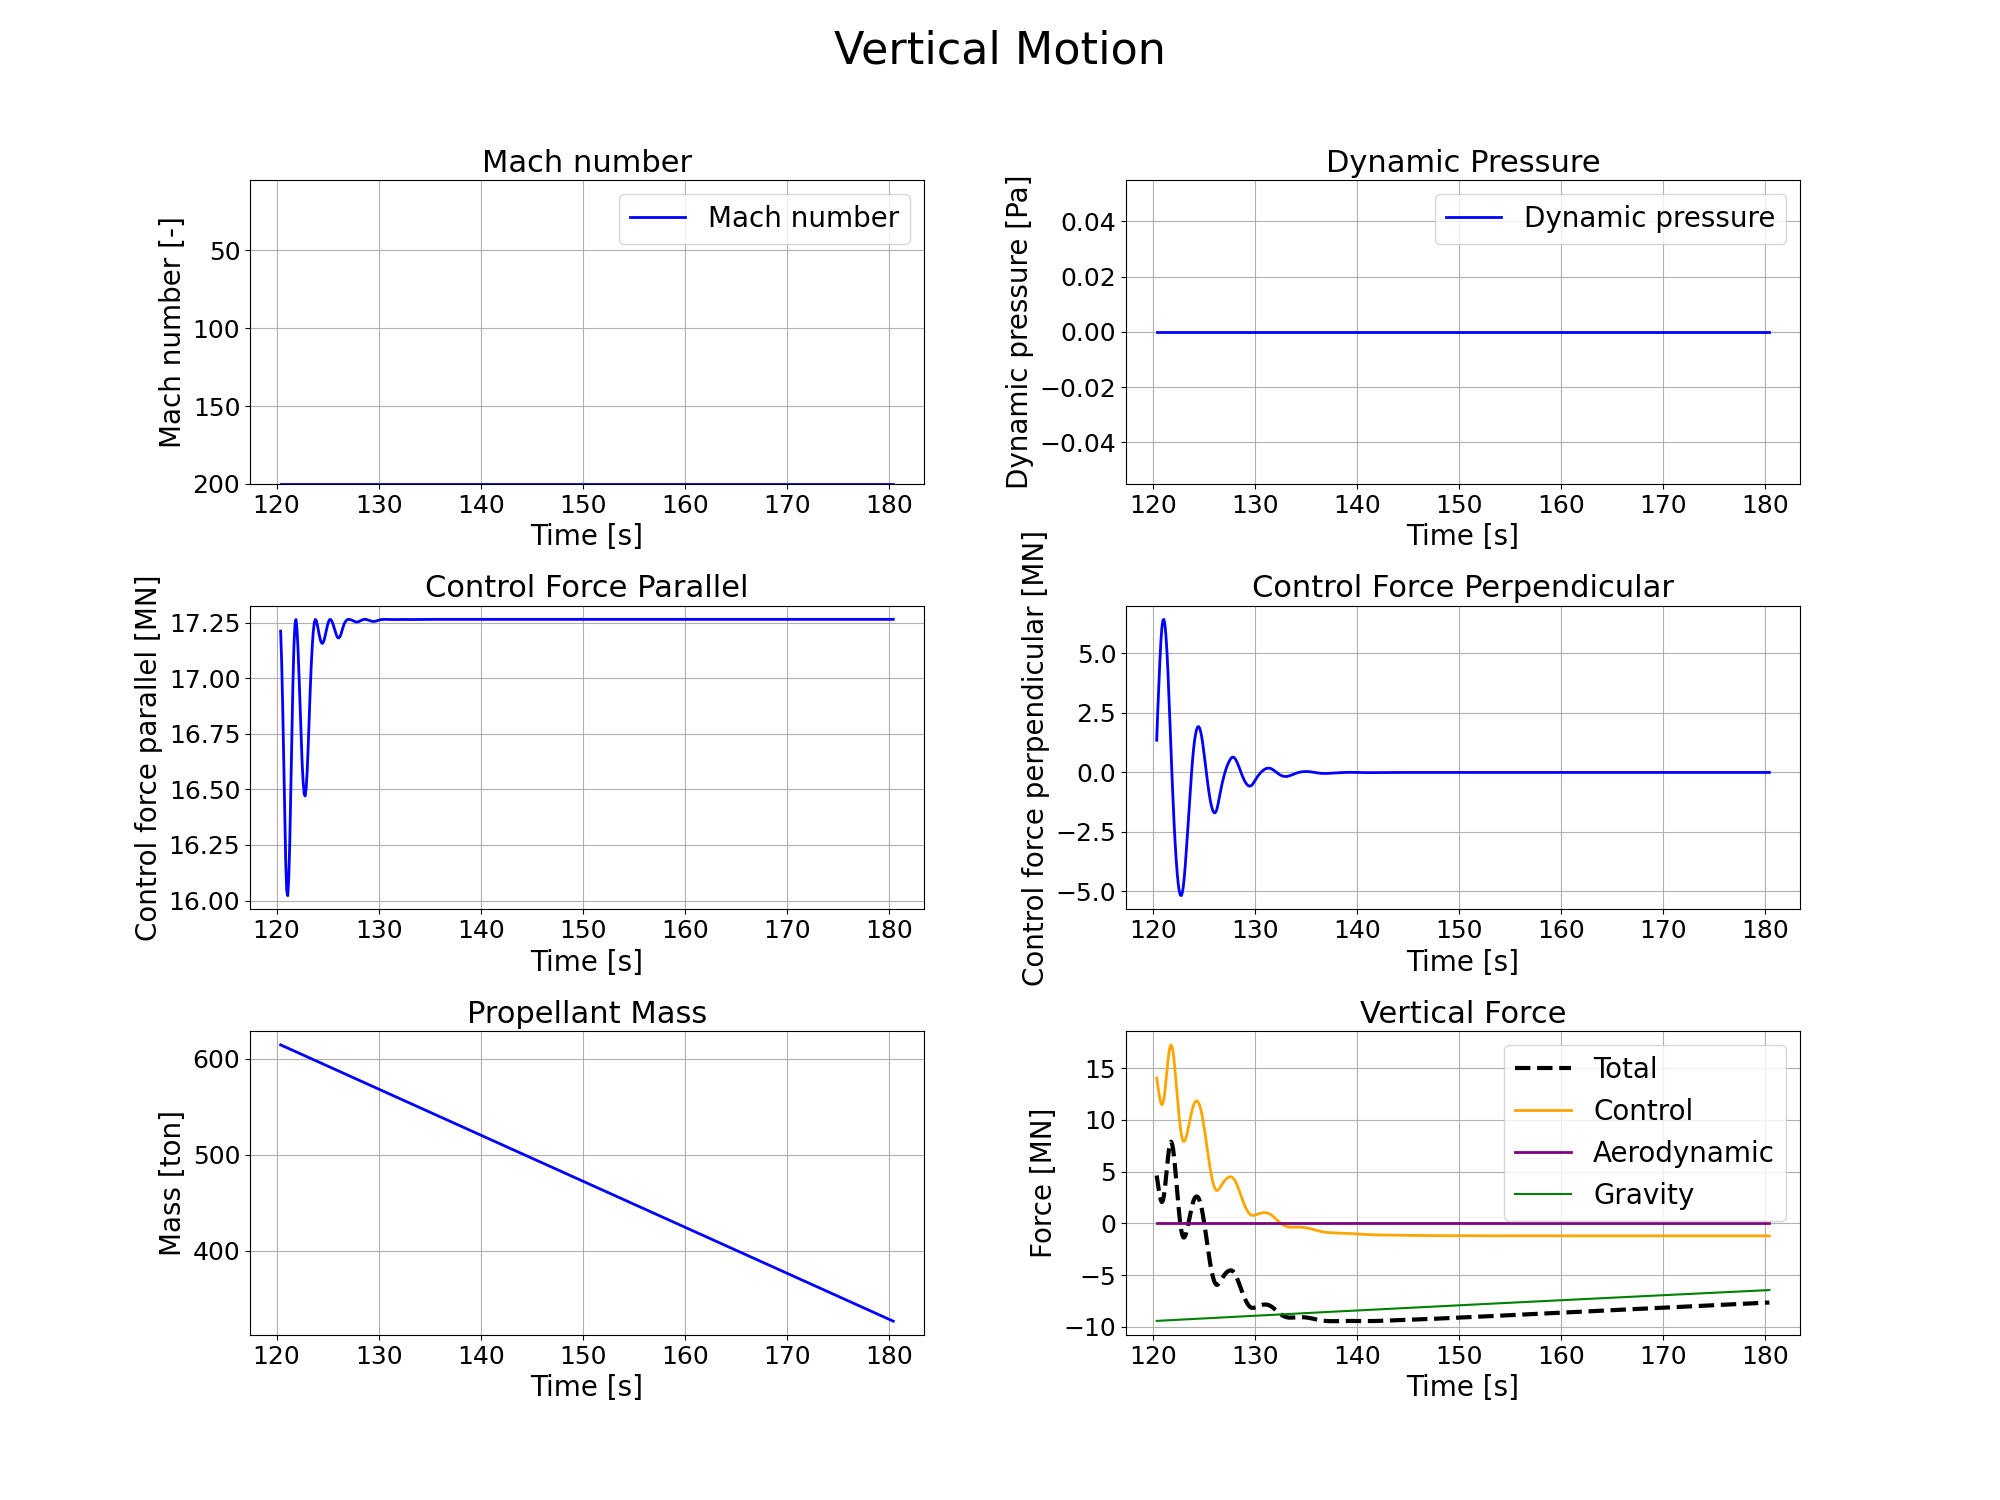 Vertical Motion
Mach number
Mach number [-]
Mach number
50
100
150
200
120 130 140 150 160 170 180
Time [s]
Dynamic Pressure
Dynamic pressure [Pa]
Dynamic pressure
0.04
0.02
0.00
−0.02
−0.04
120 130 140 150 160 170 180
Time [s]
Control Force Parallel
Control force parallel [MN]
17.25
17.00
16.75
16.50
16.25
16.00
120 130 140 150 160 170 180
Time [s]
Control Force Perpendicular
Control force perpendicular [MN]
5.0
2.5
0.0
−2.5
−5.0
120 130 140 150 160 170 180
Time [s]
Propellant Mass
Mass [ton]
600
500
400
120 130 140 150 160 170 180
Time [s]
Vertical Force
Force [MN]
15
10
5
0
−5
−10
Total
Control
Aerodynamic
Gravity
120 130 140 150 160 170 180
Time [s]